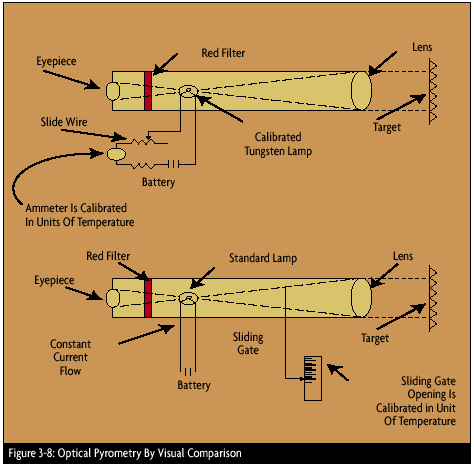 Eyepiece
Red Filter
Lens
Slide Wire
Calibrated
Tungsten Lamp
Target
Battery
Ammeter Is Calibrated
In Units Of Temperature
Red Filter
Standard Lamp
Lens
Eyepiece
Constant
Current
Flow
Battery
Sliding
Gate
Target
Sliding Gate
Opening Is
Calibrated in Unit
Of Temperature
Figure 3-8: Optical Pyrometry By Visual Comparison